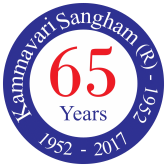 Kammavari Sangham (R) - 1952
65
Years
1952 - 2017